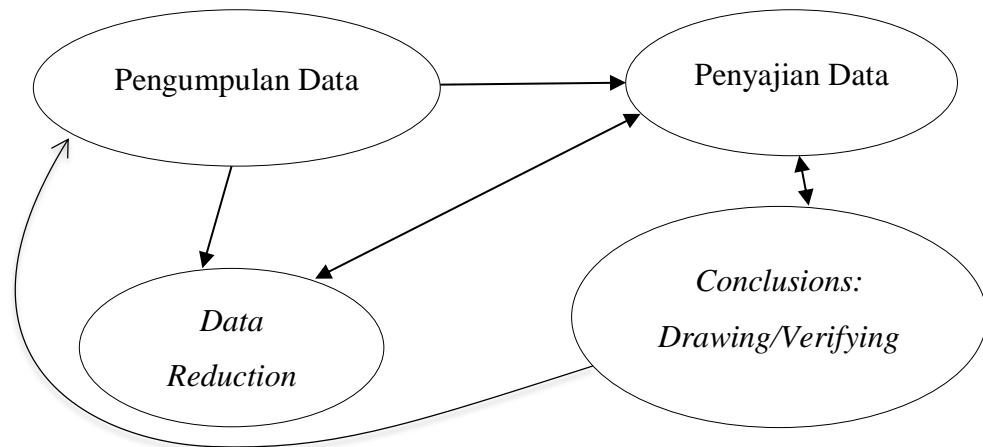 Pengumpulan Data
Penyajian Data
Data
Reduction
Conclusions:
Drawing/Verifying